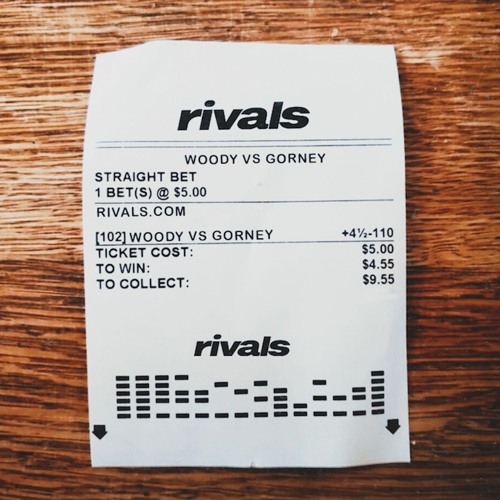 rivals
WOODY VS GORNEY
STRAIGHT BET
1 BET(S) @ $5.00
RIVALS.COM
[102] WOODY VS GORNEY +4½-110
TICKET COST: $5.00
TO WIN: $4.55
TO COLLECT: $9.55
rivals